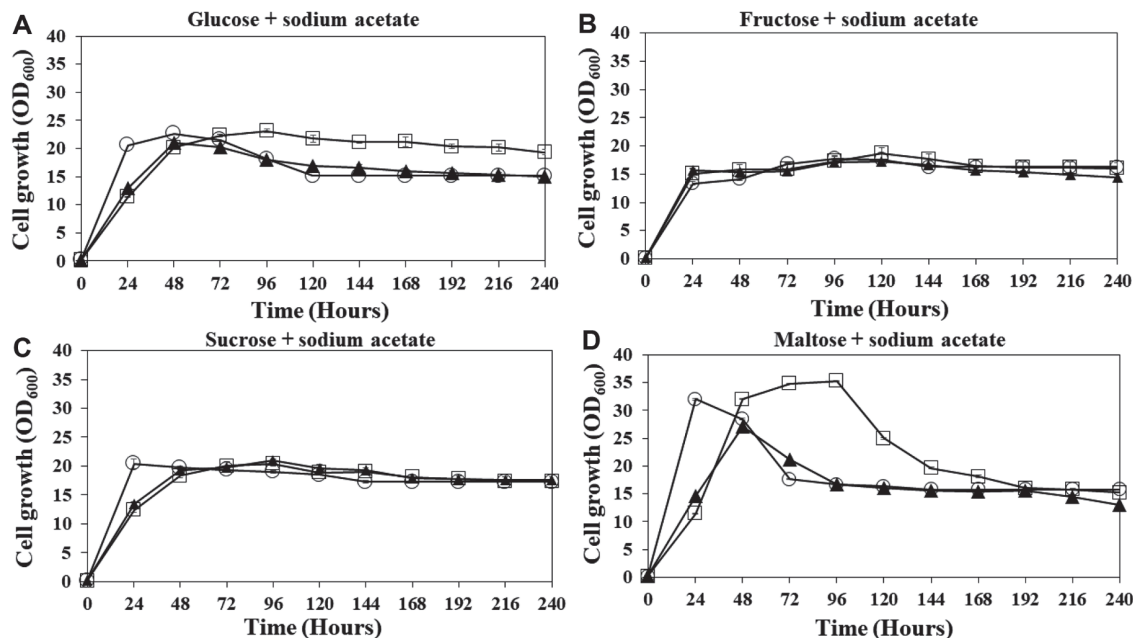 A
Glucose + sodium acetate
Cell growth (OD600)
40
35
30
25
20
15
10
5
0
0 24 48 72 96 120 144 168 192 216 240
Time (Hours)
B
Fructose + sodium acetate
Cell growth (OD600)
40
35
30
25
20
15
10
5
0
0 24 48 72 96 120 144 168 192 216 240
Time (Hours)
C
Sucrose + sodium acetate
Cell growth (OD600)
40
35
30
25
20
15
10
5
0
0 24 48 72 96 120 144 168 192 216 240
Time (Hours)
D
Maltose + sodium acetate
Cell growth (OD600)
40
35
30
25
20
15
10
5
0
0 24 48 72 96 120 144 168 192 216 240
Time (Hours)